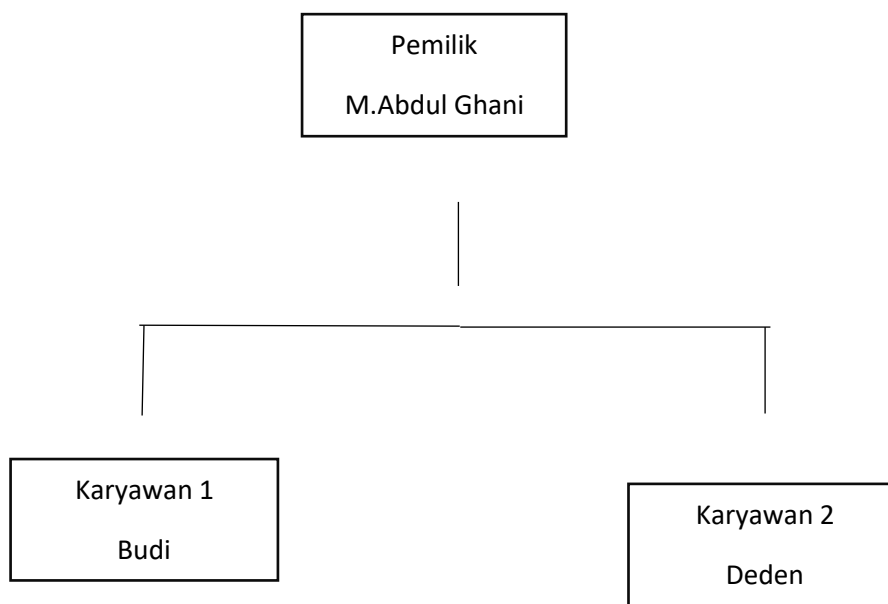 Pemilik
M.Abdul Ghani
Karyawan 1
Budi
Karyawan 2
Deden